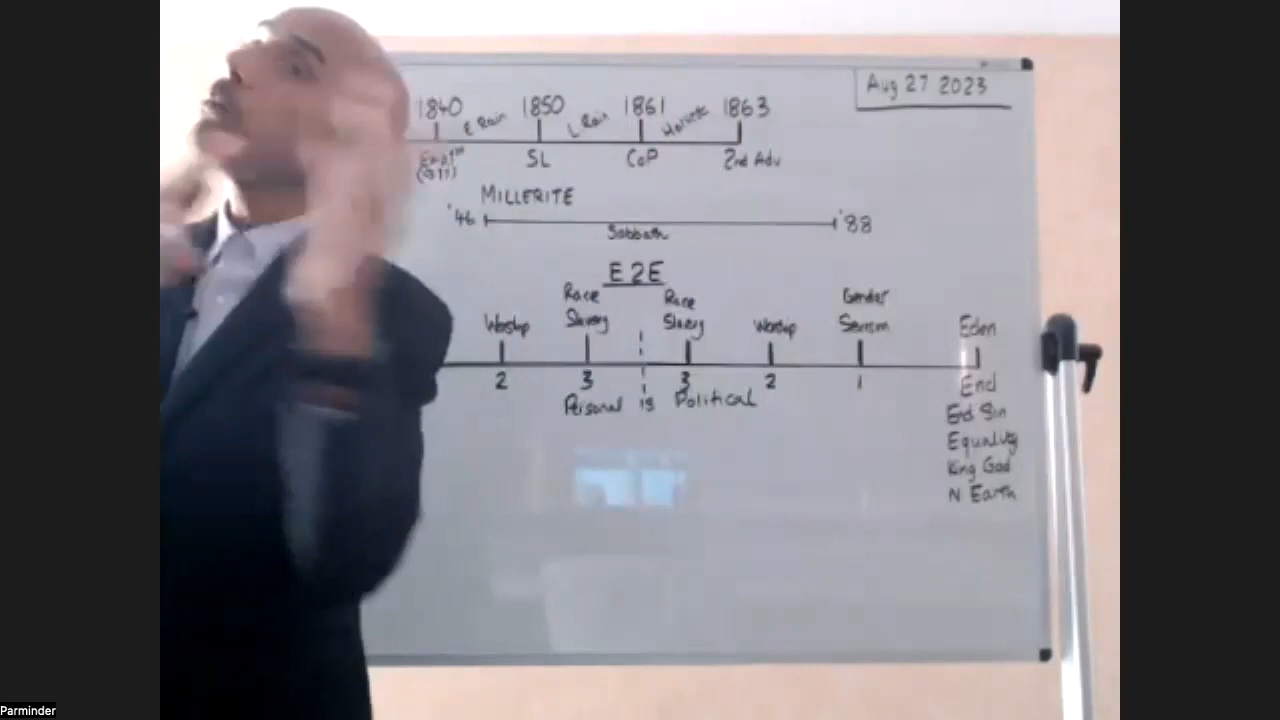 Aug 27 2023
1840 E Rain 1850 L Rain 1861 Harvest 1863
SL CoP 2nd Adv
(911)
MILLERITE
'46 '88
Sabbath
E2E
Race Race Gender
Worship Slavery Slavery Worship Sexism Eden
2 3 3 2 1 End
Personal is Political
End Sin
Equality
King God
N Earth
Parminder